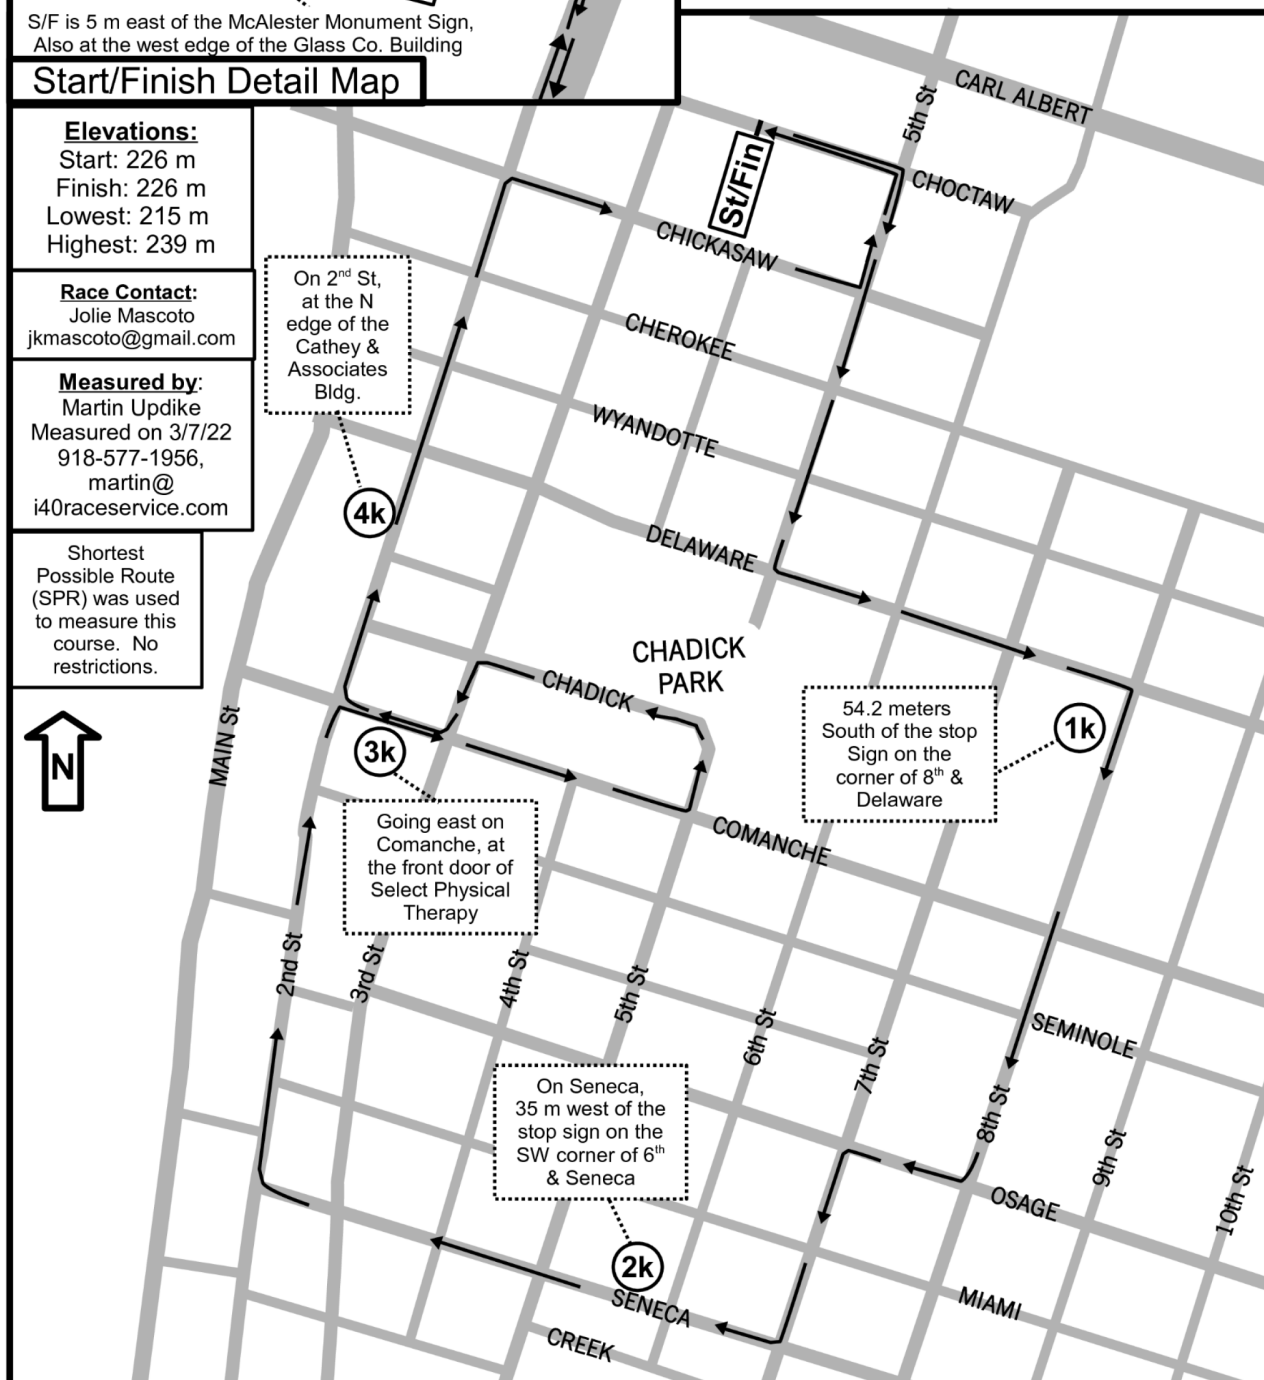 S/F is 5 m east of the McAlester Monument Sign,
Also at the west edge of the Glass Co. Building
Start/Finish Detail Map
Elevations:
Start: 226 m
Finish: 226 m
Lowest: 215 m
Highest: 239 m
Race Contact:
Jolie Mascoto
jkmascoto@gmail.com
Measured by:
Martin Updike
Measured on 3/7/22
918-577-1956,
martin@
i40raceservice.com
Shortest
Possible Route
(SPR) was used
to measure this
course. No
restrictions.
N
CARL ALBERT
5th St
CHOCTAW
St/Fin
CHICKASAW
On 2nd St,
at the N
edge of the
Cathey &
Associates
Bldg.
CHEROKEE
WYANDOTTE
4k
DELAWARE
CHADICK
PARK
CHADICK
54.2 meters
South of the stop
Sign on the
corner of 8th &
Delaware
1k
MAIN St
3k
Going east on
Comanche, at
the front door of
Select Physical
Therapy
COMANCHE
2nd St
3rd St
4th St
5th St
6th St
7th St
SEMINOLE
8th St
9th St
10th St
On Seneca,
35 m west of the
stop sign on the
SW corner of 6th
& Seneca
OSAGE
2k
SENECA
MIAMI
CREEK